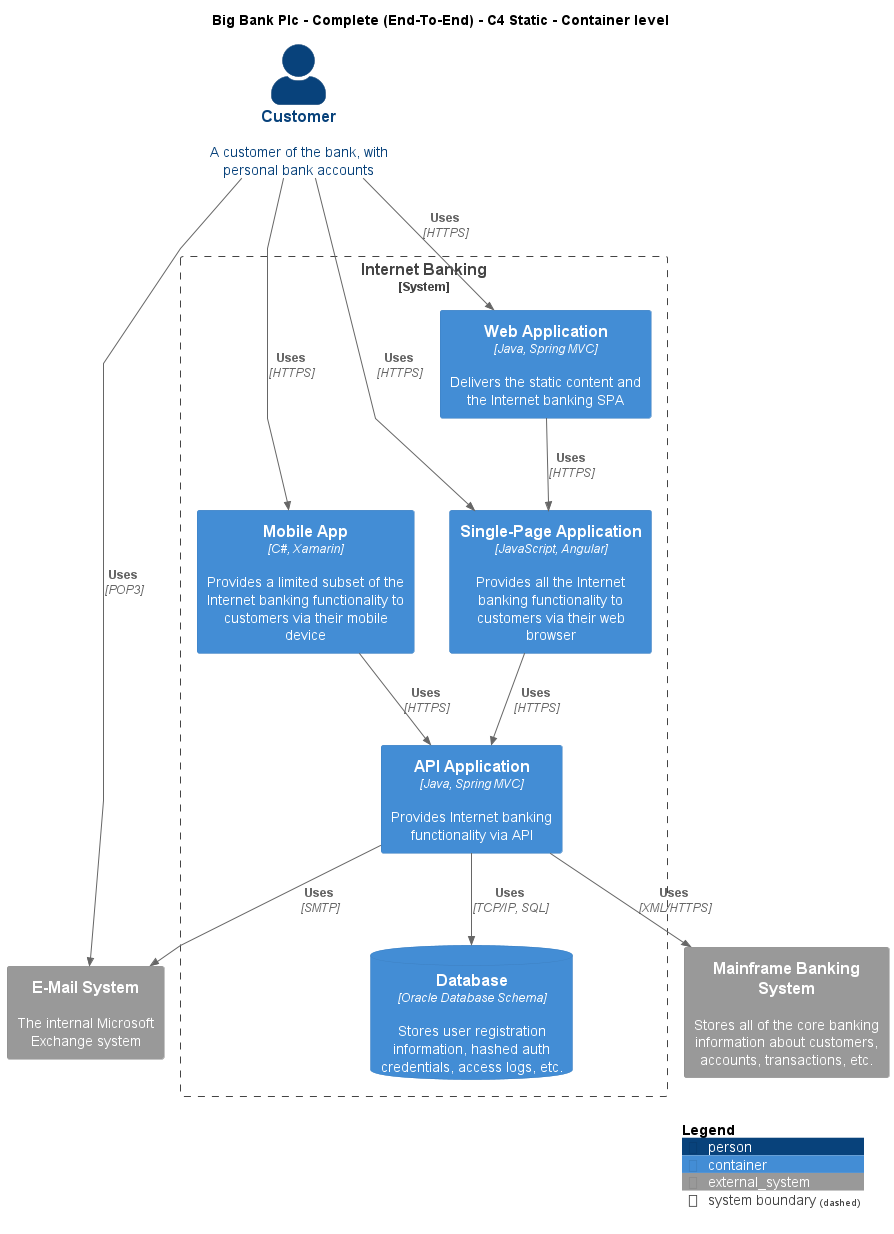 Big Bank Plc - Complete (End-To-End) - C4 Static - Container level
Customer
A customer of the bank, with
personal bank accounts
Uses
[HTTPS]
Internet Banking
[System]
Web Application
[Java, Spring MVC]
Delivers the static content and
the Internet banking SPA
Uses
[HTTPS]
Uses
[HTTPS]
Uses
[HTTPS]
Mobile App
[C#, Xamarin]
Provides a limited subset of the
Internet banking functionality to
customers via their mobile
device
Single-Page Application
[JavaScript, Angular]
Provides all the Internet
banking functionality to
customers via their web
browser
Uses
[POP3]
Uses
[HTTPS]
Uses
[HTTPS]
API Application
[Java, Spring MVC]
Provides Internet banking
functionality via API
Uses
[SMTP]
Uses
[TCP/IP, SQL]
Uses
[XML/HTTPS]
E-Mail System
The internal Microsoft
Exchange system
Database
[Oracle Database Schema]
Stores user registration
information, hashed auth
credentials, access logs, etc.
Mainframe Banking
System
Stores all of the core banking
information about customers,
accounts, transactions, etc.
Legend
person
container
external_system
system boundary (dashed)